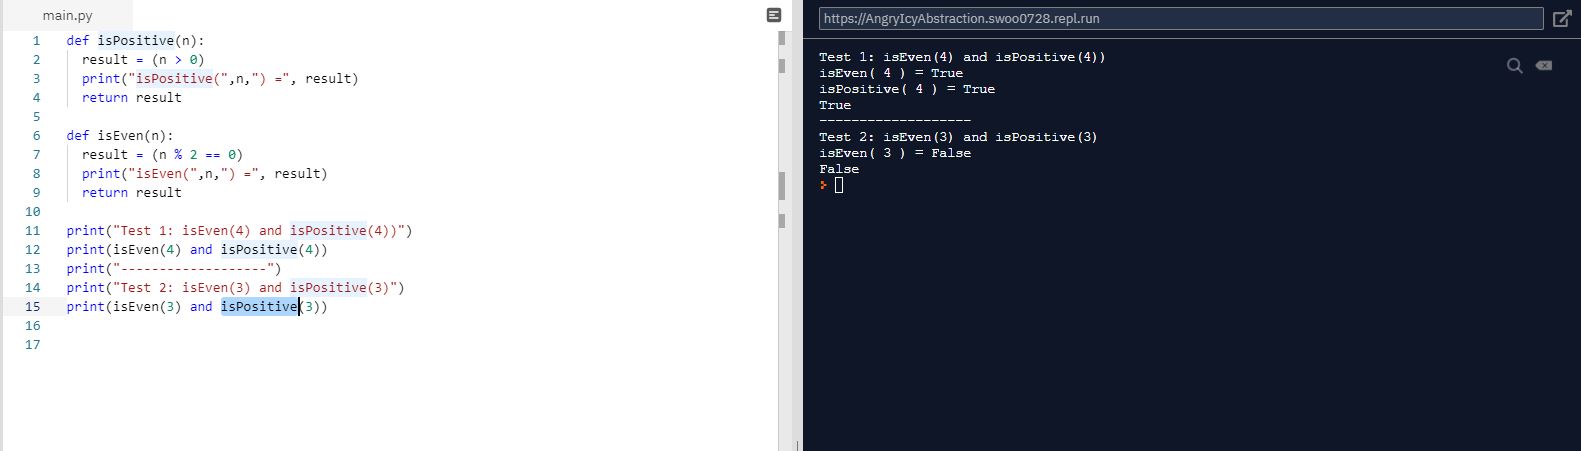 main.py
1 def isPositive(n):
2   result = (n > 0)
3   print("isPositive(",n,") =", result)
4   return result
5
6 def isEven(n):
7   result = (n % 2 == 0)
8   print("isEven(",n,") =", result)
9   return result
10
11 print("Test 1: isEven(4) and isPositive(4))")
12 print(isEven(4) and isPositive(4))
13 print("-------------------")
14 print("Test 2: isEven(3) and isPositive(3)")
15 print(isEven(3) and isPositive(3))
16
17
https://AngryIcyAbstraction.swoo0728.repl.run
Test 1: isEven(4) and isPositive(4))
isEven( 4 ) = True
isPositive( 4 ) = True
True
-------------------
Test 2: isEven(3) and isPositive(3)
isEven( 3 ) = False
False